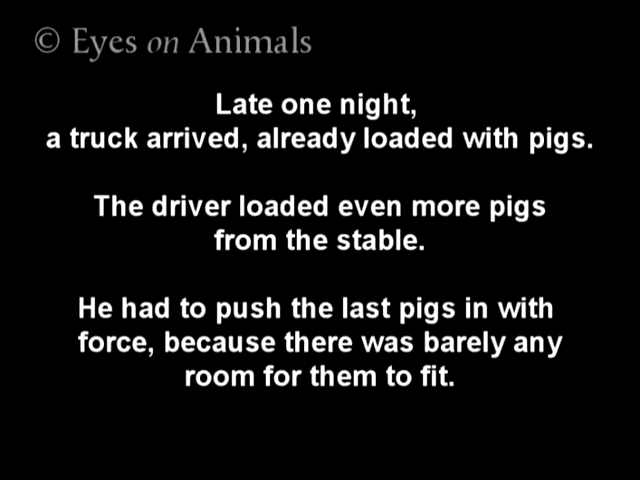 © Eyes on Animals
Late one night,
a truck arrived, already loaded with pigs.
The driver loaded even more pigs
from the stable.
He had to push the last pigs in with
force, because there was barely any
room for them to fit.